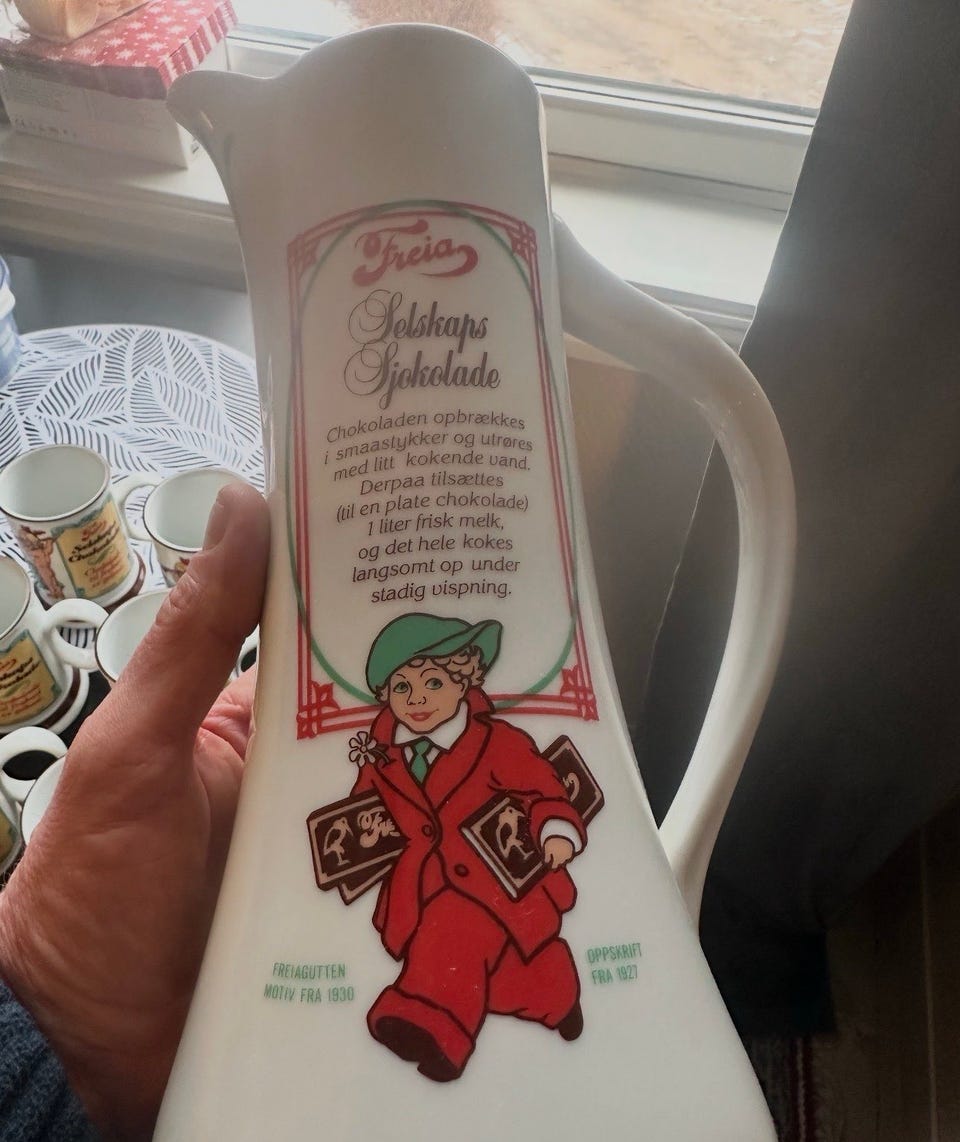 Freia
Selskaps
Sjokolade
Chokoladen opbrækkes
i smaastykker og utrøres
med litt kokende vand.
Derpaa tilsættes
(til en plate chokolade)
1 liter frisk melk,
og det hele kokes
langsomt op under
stadig vispning.
Fre
FREIAGUTTEN
MOTIV FRA 1930
OPPSKRIFT
FRA 1927